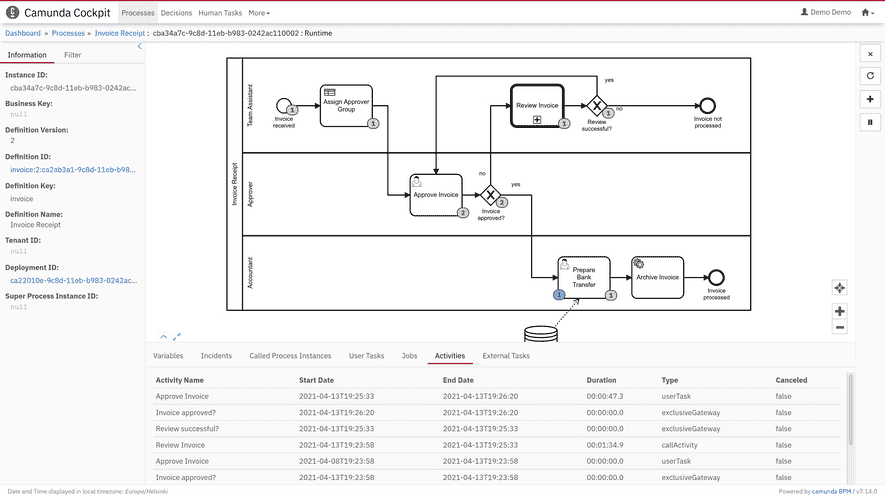 Camunda Cockpit Processes Decisions Human Tasks More Demo Demo
Dashboard » Processes » Invoice Receipt : cba34a7c-9c8d-11eb-b983-0242ac110002 : Runtime
Information Filter
Instance ID:
cba34a7c-9c8d-11eb-b983-0242ac...
Business Key:
null
Definition Version:
2
Definition ID:
invoice:2:ca2ab3a1-9c8d-11eb-b98...
Definition Key:
invoice
Definition Name:
Invoice Receipt
Tenant ID:
null
Deployment ID:
ca22010e-9c8d-11eb-b983-0242ac...
Super Process Instance ID:
null
Invoice Receipt
Team Assistant
Invoice
received
1
Assign Approver
Group
1
Review Invoice
1
yes
Review
successful?
1
no
Invoice not
processed
Approver
Approve Invoice
2
no
yes
Invoice
approved?
2
Accountant
Prepare
Bank
Transfer
1
1
Archive Invoice
Invoice
processed
Variables Incidents Called Process Instances User Tasks Jobs Activities External Tasks
Activity Name Start Date End Date Duration Type Canceled
Approve Invoice 2021-04-13T19:25:33 2021-04-13T19:26:20 00:00:47.3 userTask false
Invoice approved? 2021-04-13T19:26:20 2021-04-13T19:26:20 00:00:00.0 exclusiveGateway false
Review successful? 2021-04-13T19:25:33 2021-04-13T19:25:33 00:00:00.0 exclusiveGateway false
Review Invoice 2021-04-13T19:23:58 2021-04-13T19:25:33 00:01:34.9 callActivity false
Approve Invoice 2021-04-08T19:23:58 2021-04-13T19:23:58 00:00:00.0 userTask false
Invoice approved? 2021-04-13T19:23:58 2021-04-13T19:23:58 00:00:00.0 exclusiveGateway false
Date and Time displayed in local timezone: Europe/Helsinki Powered by camunda BPM / v7.14.0